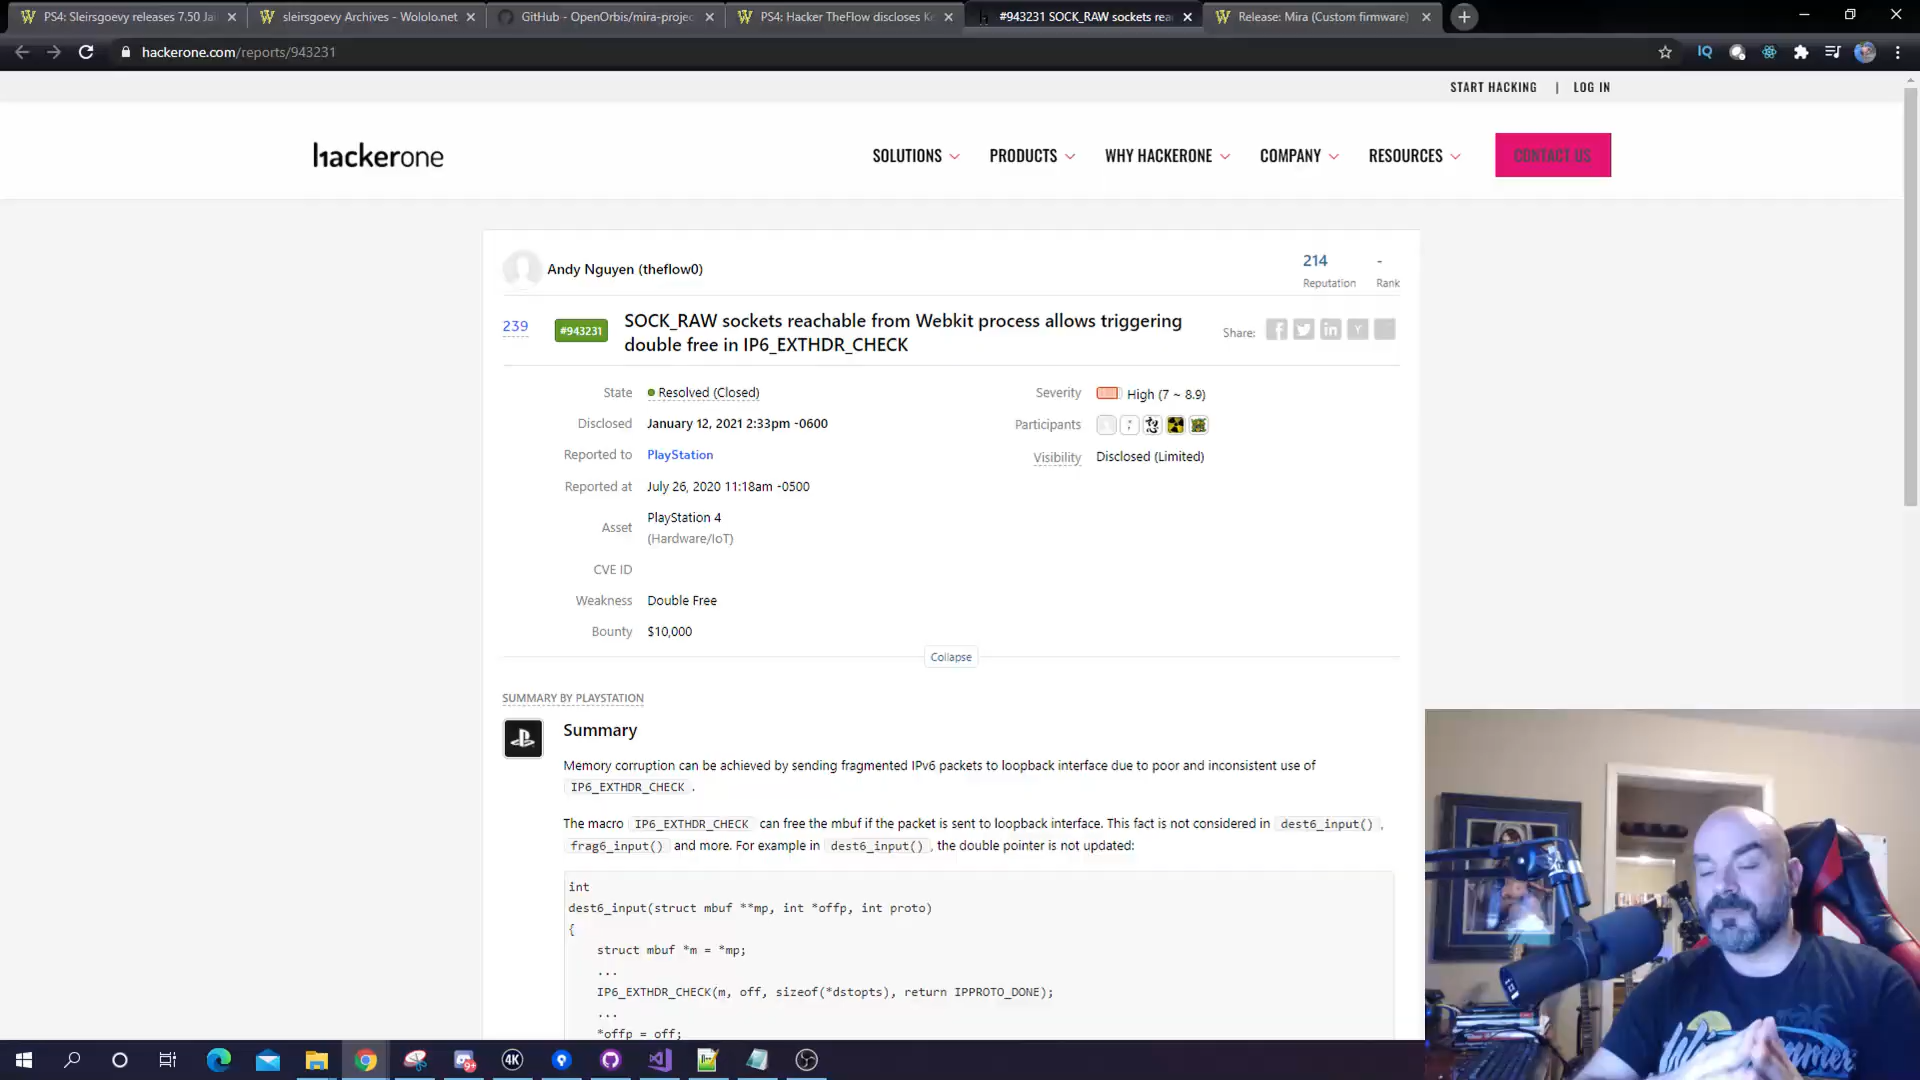 PS4: Sleirsgoevy releases 7.50 Jai
sleirsgoevy Archives - Wololo.net
GitHub - OpenOrbis/mira-projec
PS4: Hacker TheFlow discloses Ke
#943231 SOCK_RAW sockets rea
Release: Mira (Custom firmware)
hackerone.com/reports/943231
START HACKING | LOG IN
hackerone
SOLUTIONS
PRODUCTS
WHY HACKERONE
COMPANY
RESOURCES
CONTACT US
Andy Nguyen (theflow0)
214
-
Reputation
Rank
239
#943231
SOCK_RAW sockets reachable from Webkit process allows triggering
double free in IP6_EXTHDR_CHECK
Share:
State Resolved (Closed)
Severity High (7 ~ 8.9)
Disclosed January 12, 2021 2:33pm -0600
Participants
Reported to PlayStation
Visibility Disclosed (Limited)
Reported at July 26, 2020 11:18am -0500
Asset PlayStation 4
(Hardware/IoT)
CVE ID
Weakness Double Free
Bounty $10,000
Collapse
SUMMARY BY PLAYSTATION
Summary
Memory corruption can be achieved by sending fragmented IPv6 packets to loopback interface due to poor and inconsistent use of
IP6_EXTHDR_CHECK .
The macro IP6_EXTHDR_CHECK can free the mbuf if the packet is sent to loopback interface. This fact is not considered in dest6_input() ,
frag6_input() and more. For example in dest6_input() , the double pointer is not updated:
int
dest6_input(struct mbuf **mp, int *offp, int proto)
{
struct mbuf *m = *mp;
...
IP6_EXTHDR_CHECK(m, off, sizeof(*dstopts), return IPPROTO_DONE);
...
*offp = off;